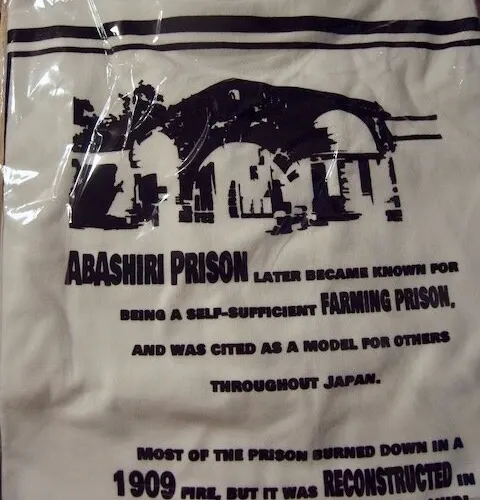 ABASHIRI PRISON LATER BECAME KNOWN FOR
BEING A SELF-SUFFICIENT FARMING PRISON,
AND WAS CITED AS A MODEL FOR OTHERS
THROUGHOUT JAPAN.
MOST OF THE PRISON BURNED DOWN IN A
1909 FIRE, BUT IT WAS RECONSTRUCTED IN